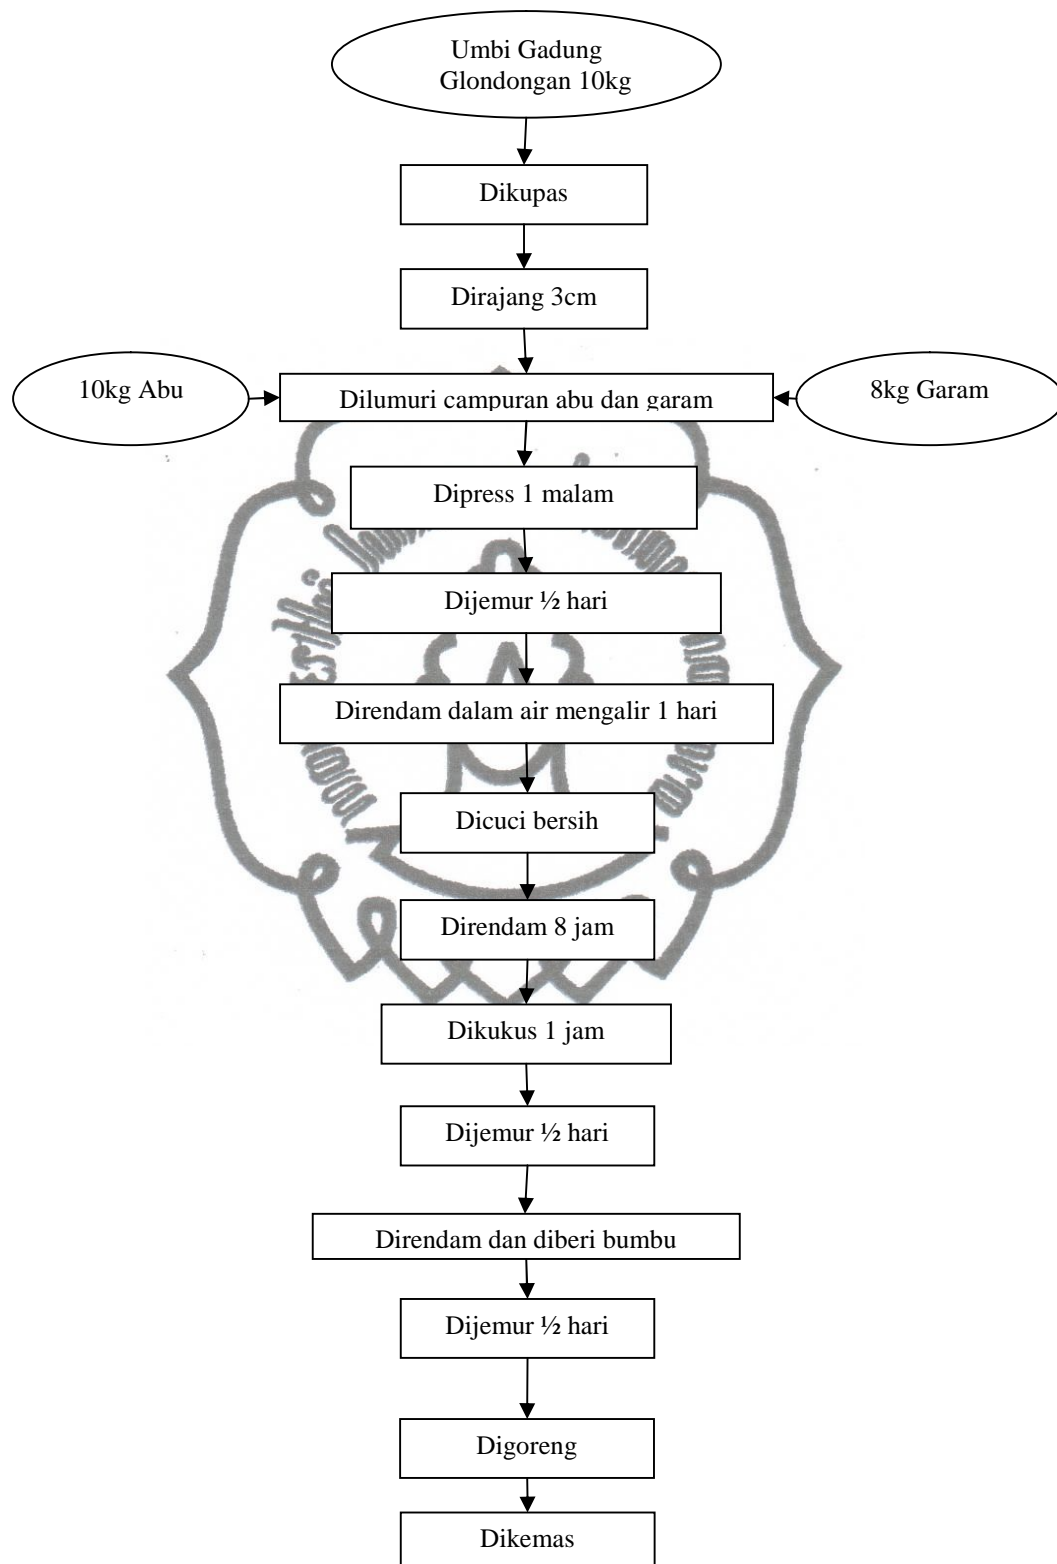 Umbi Gadung
Glondongan 10kg
Dikupas
Dirajang 3cm
10kg Abu
Dilumuri campuran abu dan garam
8kg Garam
Dipress 1 malam
Dijemur ½ hari
Direndam dalam air mengalir 1 hari
Dicuci bersih
Direndam 8 jam
Dikukus 1 jam
Dijemur ½ hari
Direndam dan diberi bumbu
Dijemur ½ hari
Digoreng
Dikemas